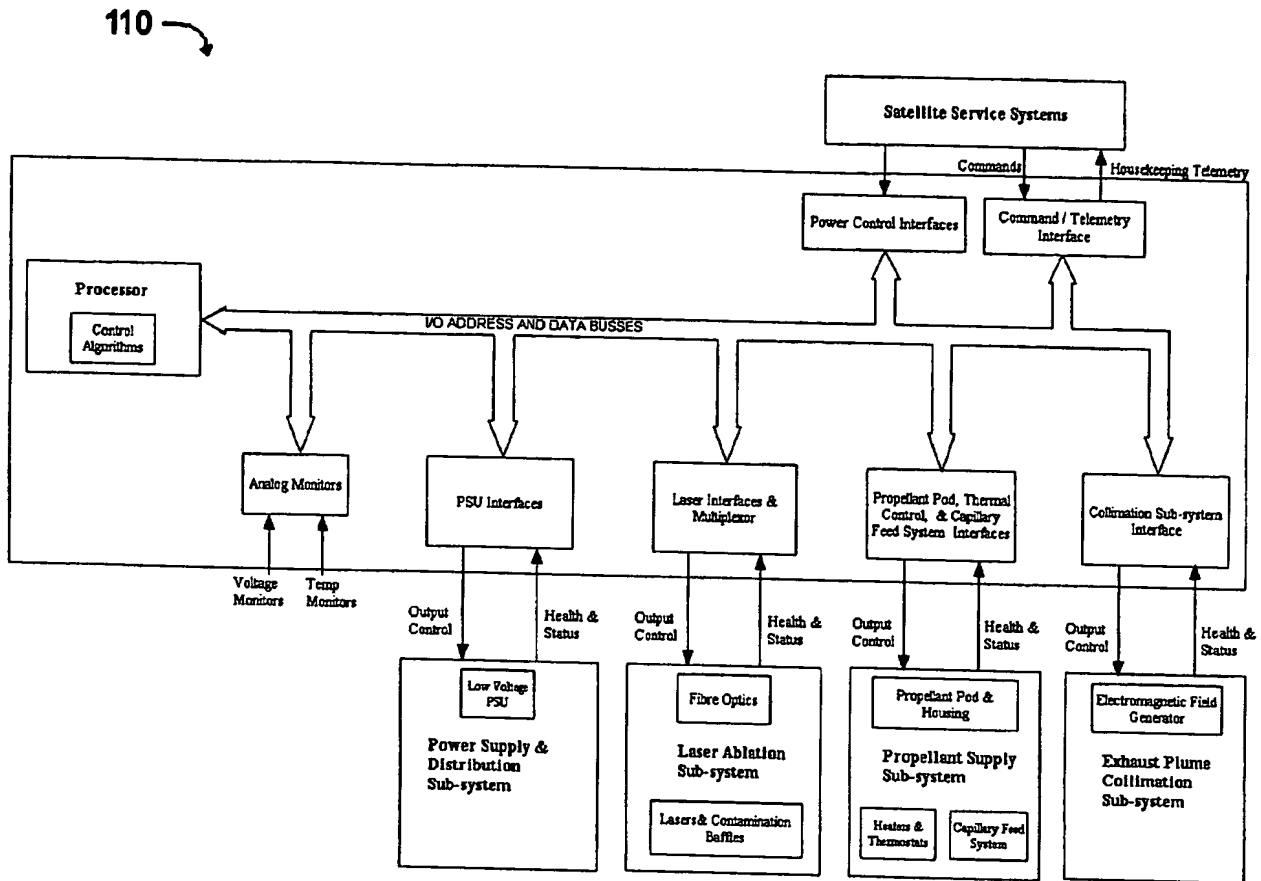 110
Satellite Service Systems
Commands
Housekeeping Telemetry
Power Control Interfaces
Command / Telemetry
Interface
Processor
Control
Algorithms
I/O ADDRESS AND DATA BUSSES
Analog Monitors
PSU Interfaces
Laser Interfaces &
Multiplexor
Propellant Pod, Thermal
Control, & Capillary
Feed System Interfaces
Collimation Sub-system
Interface
Voltage
Monitors
Temp
Monitors
Output
Control
Health &
Status
Output
Control
Health &
Status
Output
Control
Health &
Status
Output
Control
Health &
Status
Low Voltage
PSU
Power Supply &
Distribution
Sub-system
Fibre Optics
Laser Ablation
Sub-system
Lasers & Contamination
Baffles
Propellant Pod &
Housing
Propellant Supply
Sub-system
Heaters &
Thermostats
Capillary Feed
System
Electromagnetic Field
Generator
Exhaust Plume
Collimation
Sub-system